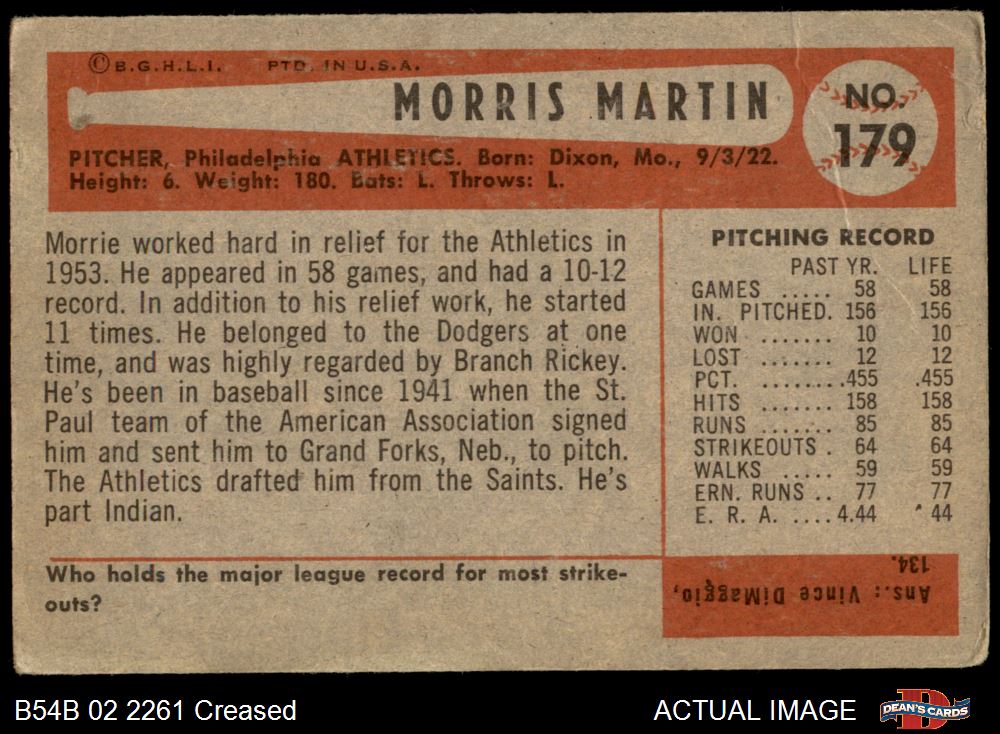 © B.G.H.L.I. PTD. IN U.S.A.
MORRIS MARTIN
NO.
179
PITCHER, Philadelphia ATHLETICS. Born: Dixon, Mo., 9/3/22.
Height: 6. Weight: 180. Bats: L. Throws: L.
Morrie worked hard in relief for the Athletics in
1953. He appeared in 58 games, and had a 10-12
record. In addition to his relief work, he started
11 times. He belonged to the Dodgers at one
time, and was highly regarded by Branch Rickey.
He's been in baseball since 1941 when the St.
Paul team of the American Association signed
him and sent him to Grand Forks, Neb., to pitch.
The Athletics drafted him from the Saints. He's
part Indian.
PITCHING RECORD
PAST YR. LIFE
GAMES ..... 58 58
IN. PITCHED. 156 156
WON ....... 10 10
LOST ....... 12 12
PCT. ........ .455 .455
HITS ....... 158 158
RUNS ....... 85 85
STRIKEOUTS . 64 64
WALKS ..... 59 59
ERN. RUNS .. 77 77
E. R. A. .... 4.44 44
Who holds the major league record for most strike-
outs?
Ans.: Vince DiMaggio,
134.
B54B 02 2261 Creased
ACTUAL IMAGE
DEAN'S CARDS